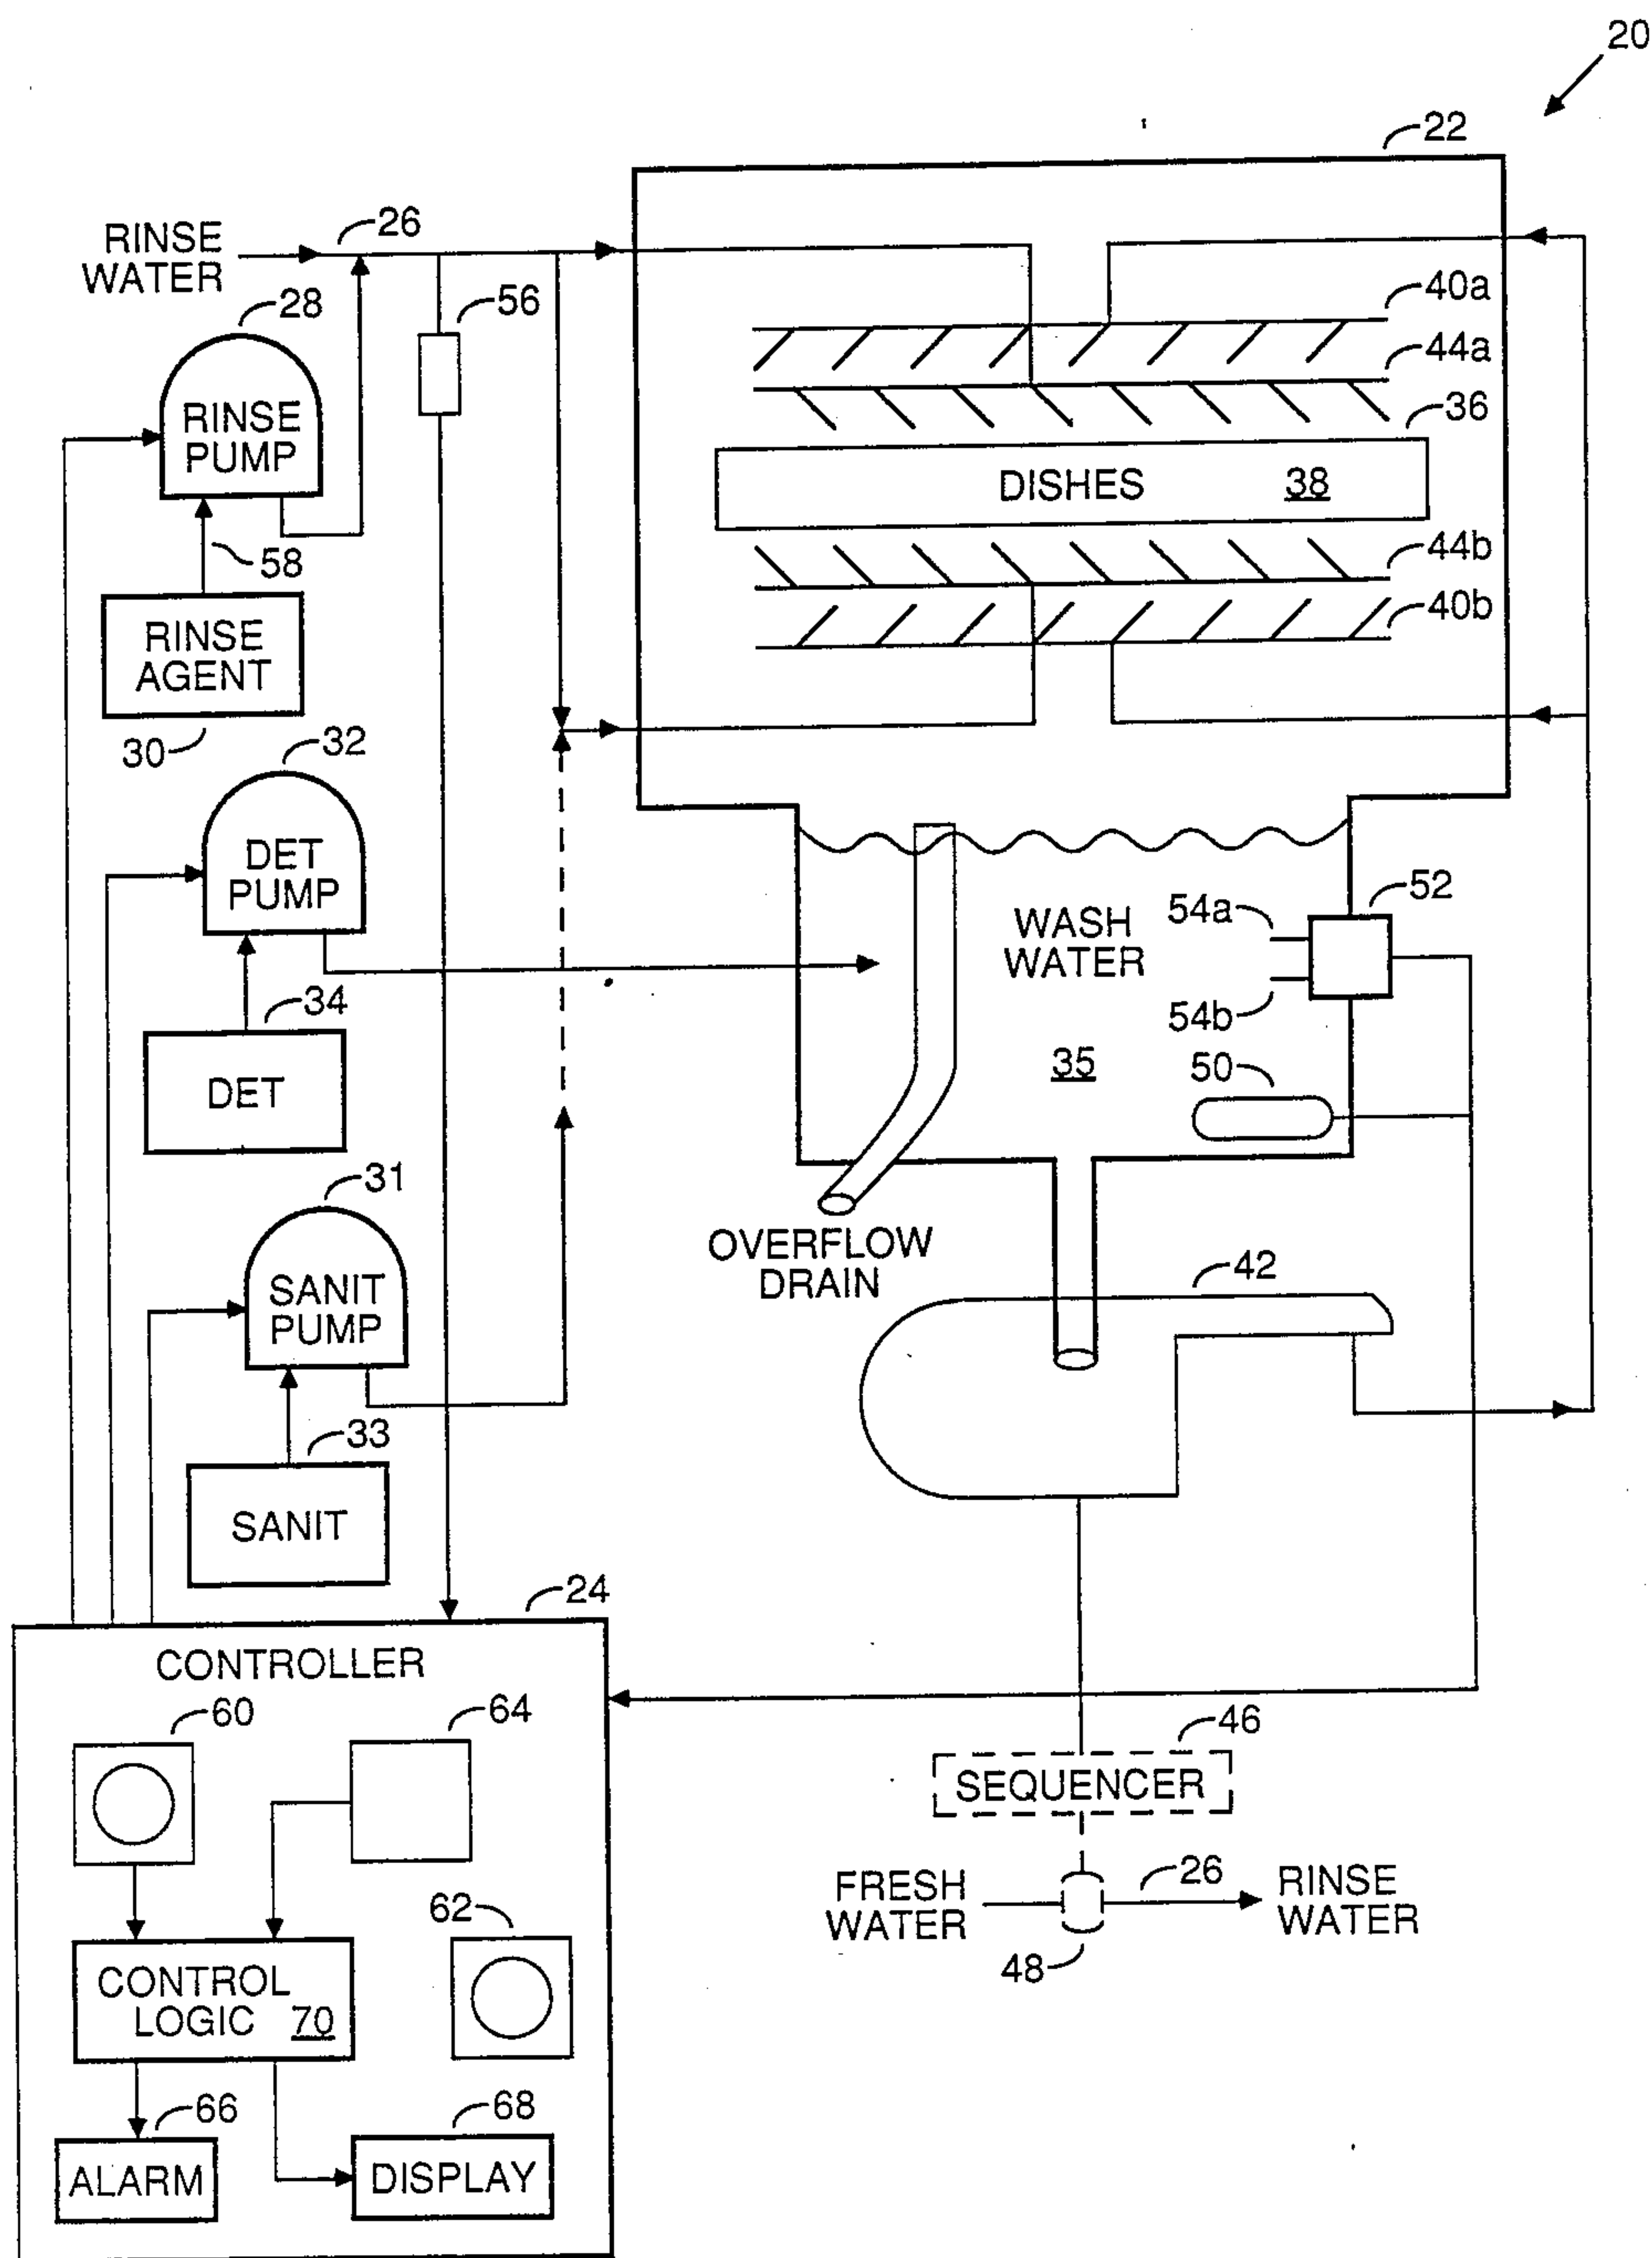 20
22
RINSE
WATER
26
28
56
40a
44a
RINSE
PUMP
36
DISHES 38
58
44b
40b
RINSE
AGENT
30
32
DET
PUMP
WASH
WATER
54a
52
54b
34
DET
35
50
31
OVERFLOW
DRAIN
42
SANIT
PUMP
33
SANIT
24
CONTROLLER
60
64
46
SEQUENCER
FRESH
WATER
26
RINSE
WATER
48
62
CONTROL
LOGIC 70
66
68
ALARM
DISPLAY